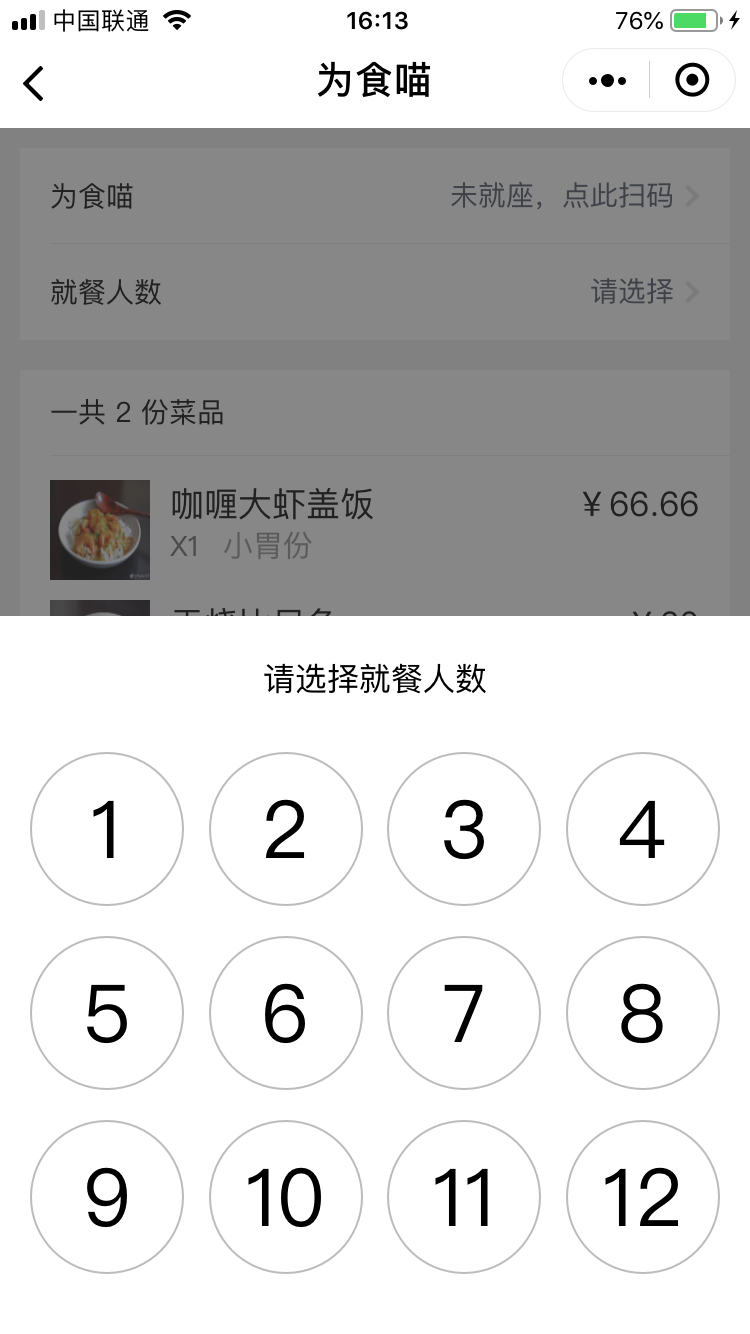 中国联通 16:13 76%
为食喵
为食喵 未就座，点此扫码
就餐人数 请选择
一共 2 份菜品
咖喱大虾盖饭 ¥ 66.66
X1 小胃份
请选择就餐人数
1 2 3 4
5 6 7 8
9 10 11 12